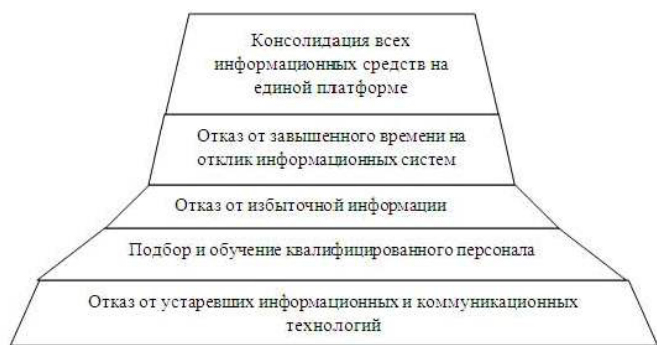 Консолидация всех
информационных средств на
единой платформе
Отказ от завышенного времени на
отклик информационных систем
Отказ от избыточной информации
Подбор и обучение квалифицированного персонала
Отказ от устаревших информационных и коммуникационных
технологий